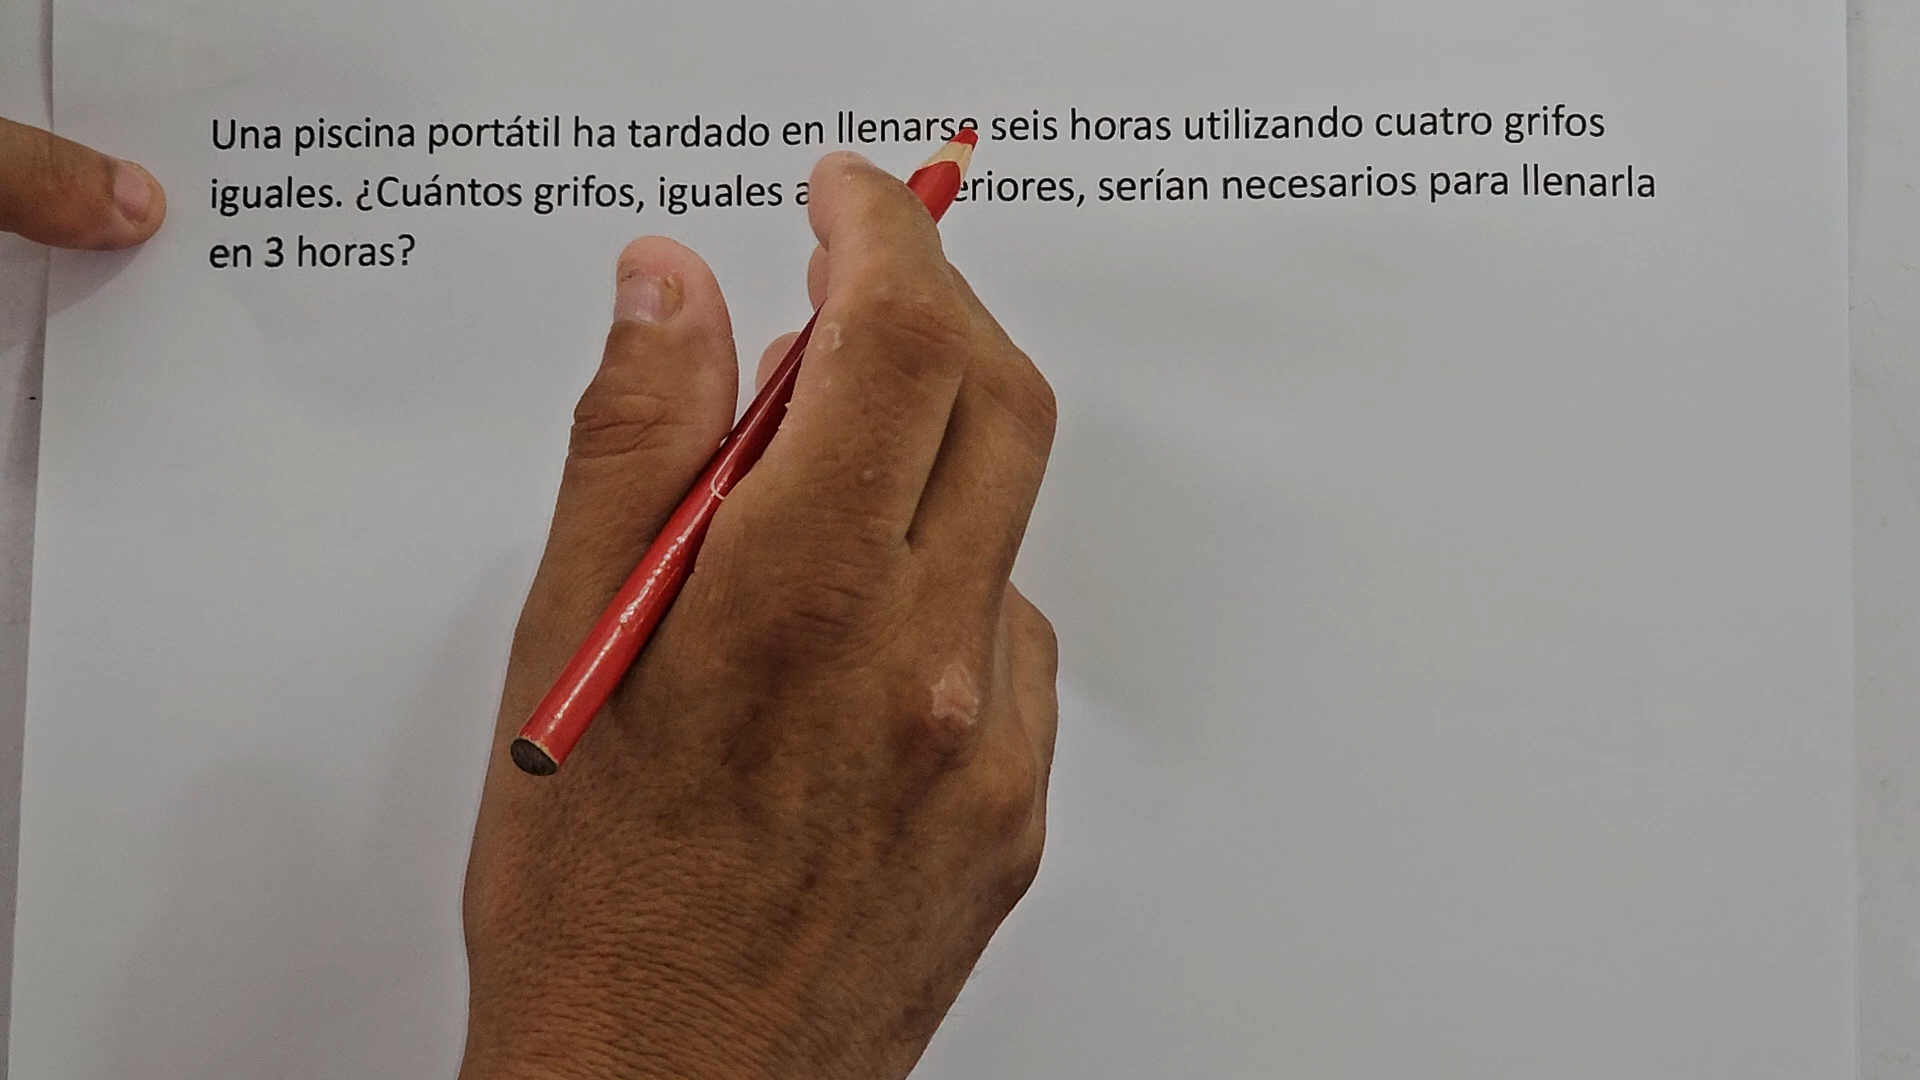 Una piscina portátil ha tardado en llenarse seis horas utilizando cuatro grifos
iguales. ¿Cuántos grifos, iguales serían necesarios para llenarla
en 3 horas?